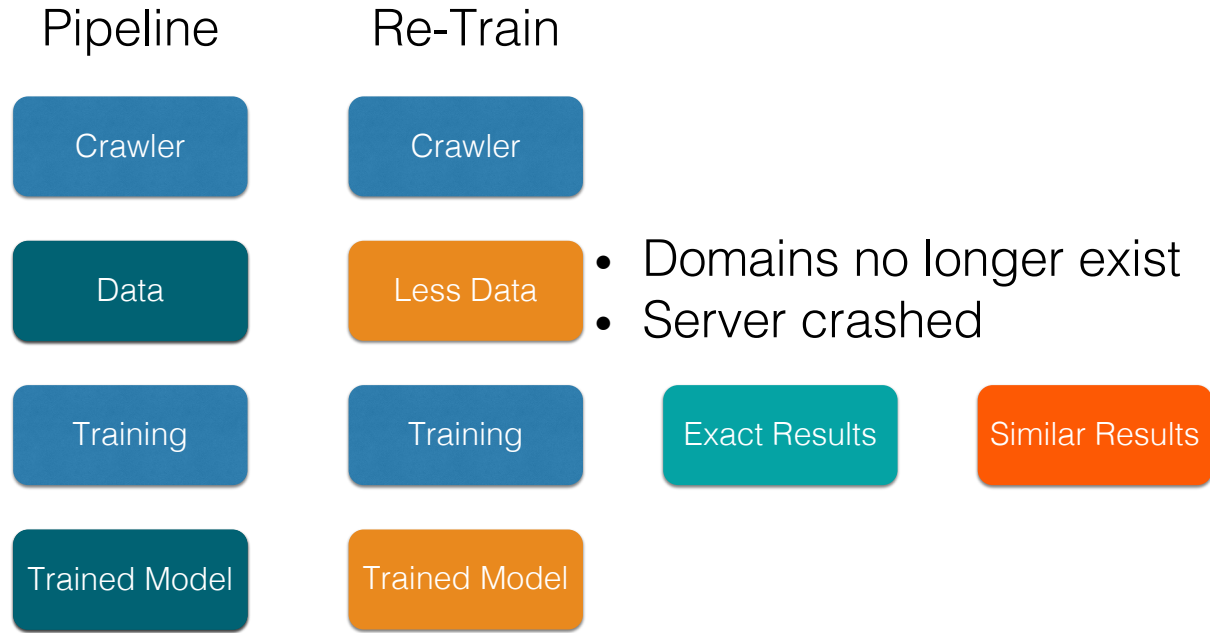 Pipeline
Re-Train
Crawler
Crawler
Data
Less Data
• Domains no longer exist
• Server crashed
Training
Training
Exact Results
Similar Results
Trained Model
Trained Model